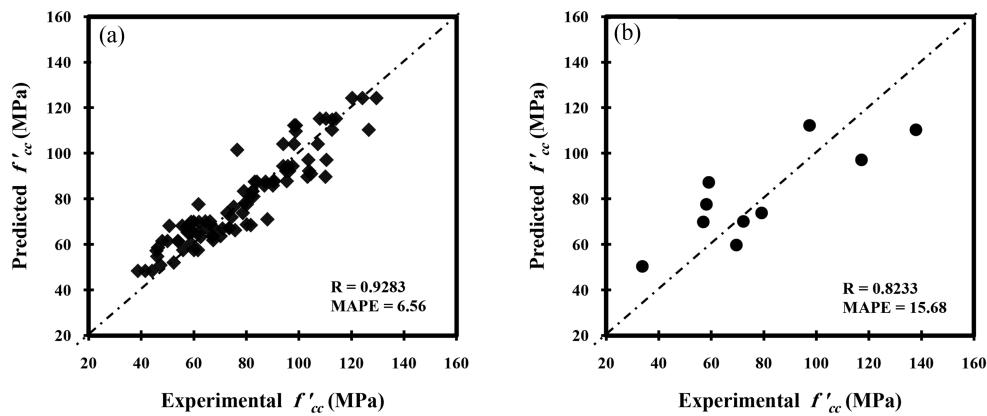 (a)
Predicted f'cc (MPa)
160
140
120
100
80
60
40
20
20 40 60 80 100 120 140 160
R = 0.9283
MAPE = 6.56
Experimental f'cc (MPa)
(b)
Predicted f'cc (MPa)
160
140
120
100
80
60
40
20
20 40 60 80 100 120 140 160
R = 0.8233
MAPE = 15.68
Experimental f'cc (MPa)